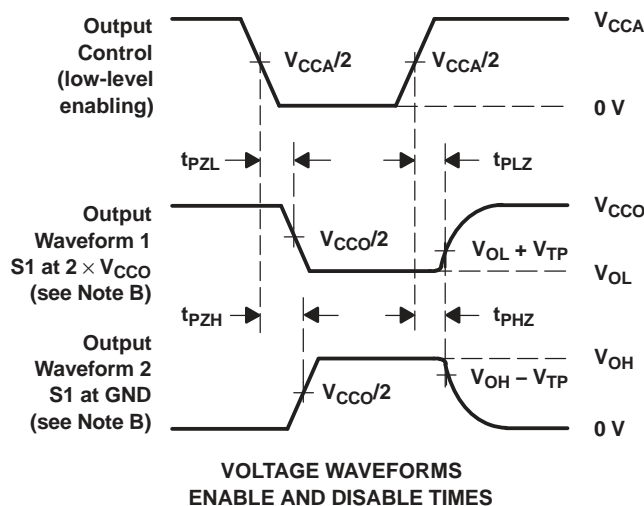 Output
Control
(low-level
enabling)
V_CCA/2
V_CCA/2
V_CCA
0 V
t_PZL
t_PLZ
Output
Waveform 1
S1 at 2 × V_CCO
(see Note B)
V_CCO/2
V_CCO
V_OL + V_TP
V_OL
t_PZH
t_PHZ
Output
Waveform 2
S1 at GND
(see Note B)
V_CCO/2
V_OH
V_OH – V_TP
0 V
VOLTAGE WAVEFORMS
ENABLE AND DISABLE TIMES